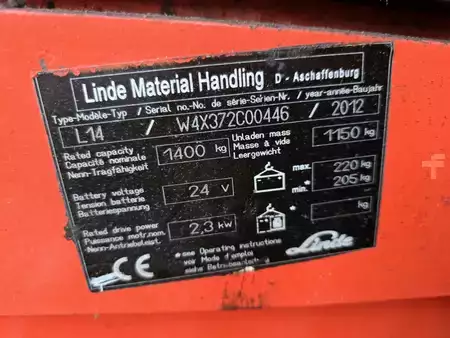 Linde Material Handling D - Aschaffenburg
Type-Modèle-Typ / Serial no.-No. de série-Serien-Nr. / year-année-Baujahr
L14 / W4X372C00446 / 2012
Rated capacity
Capacité nominale
Nenn-Tragfähigkeit
1400 kg
Unladen mass
Masse à vide
Leergewicht
1150 kg
Battery voltage
Tension batterie
Batteriespannung
24 V
max. 220 kg
min. * 205 kg
Rated drive power
Puissance motr.nom.
Nenn-Antriebsleist.
2,3 kW
kg
* see Operating instructions
voir Mode d'emploi
siehe Betriebsanleitung
CE
Linde